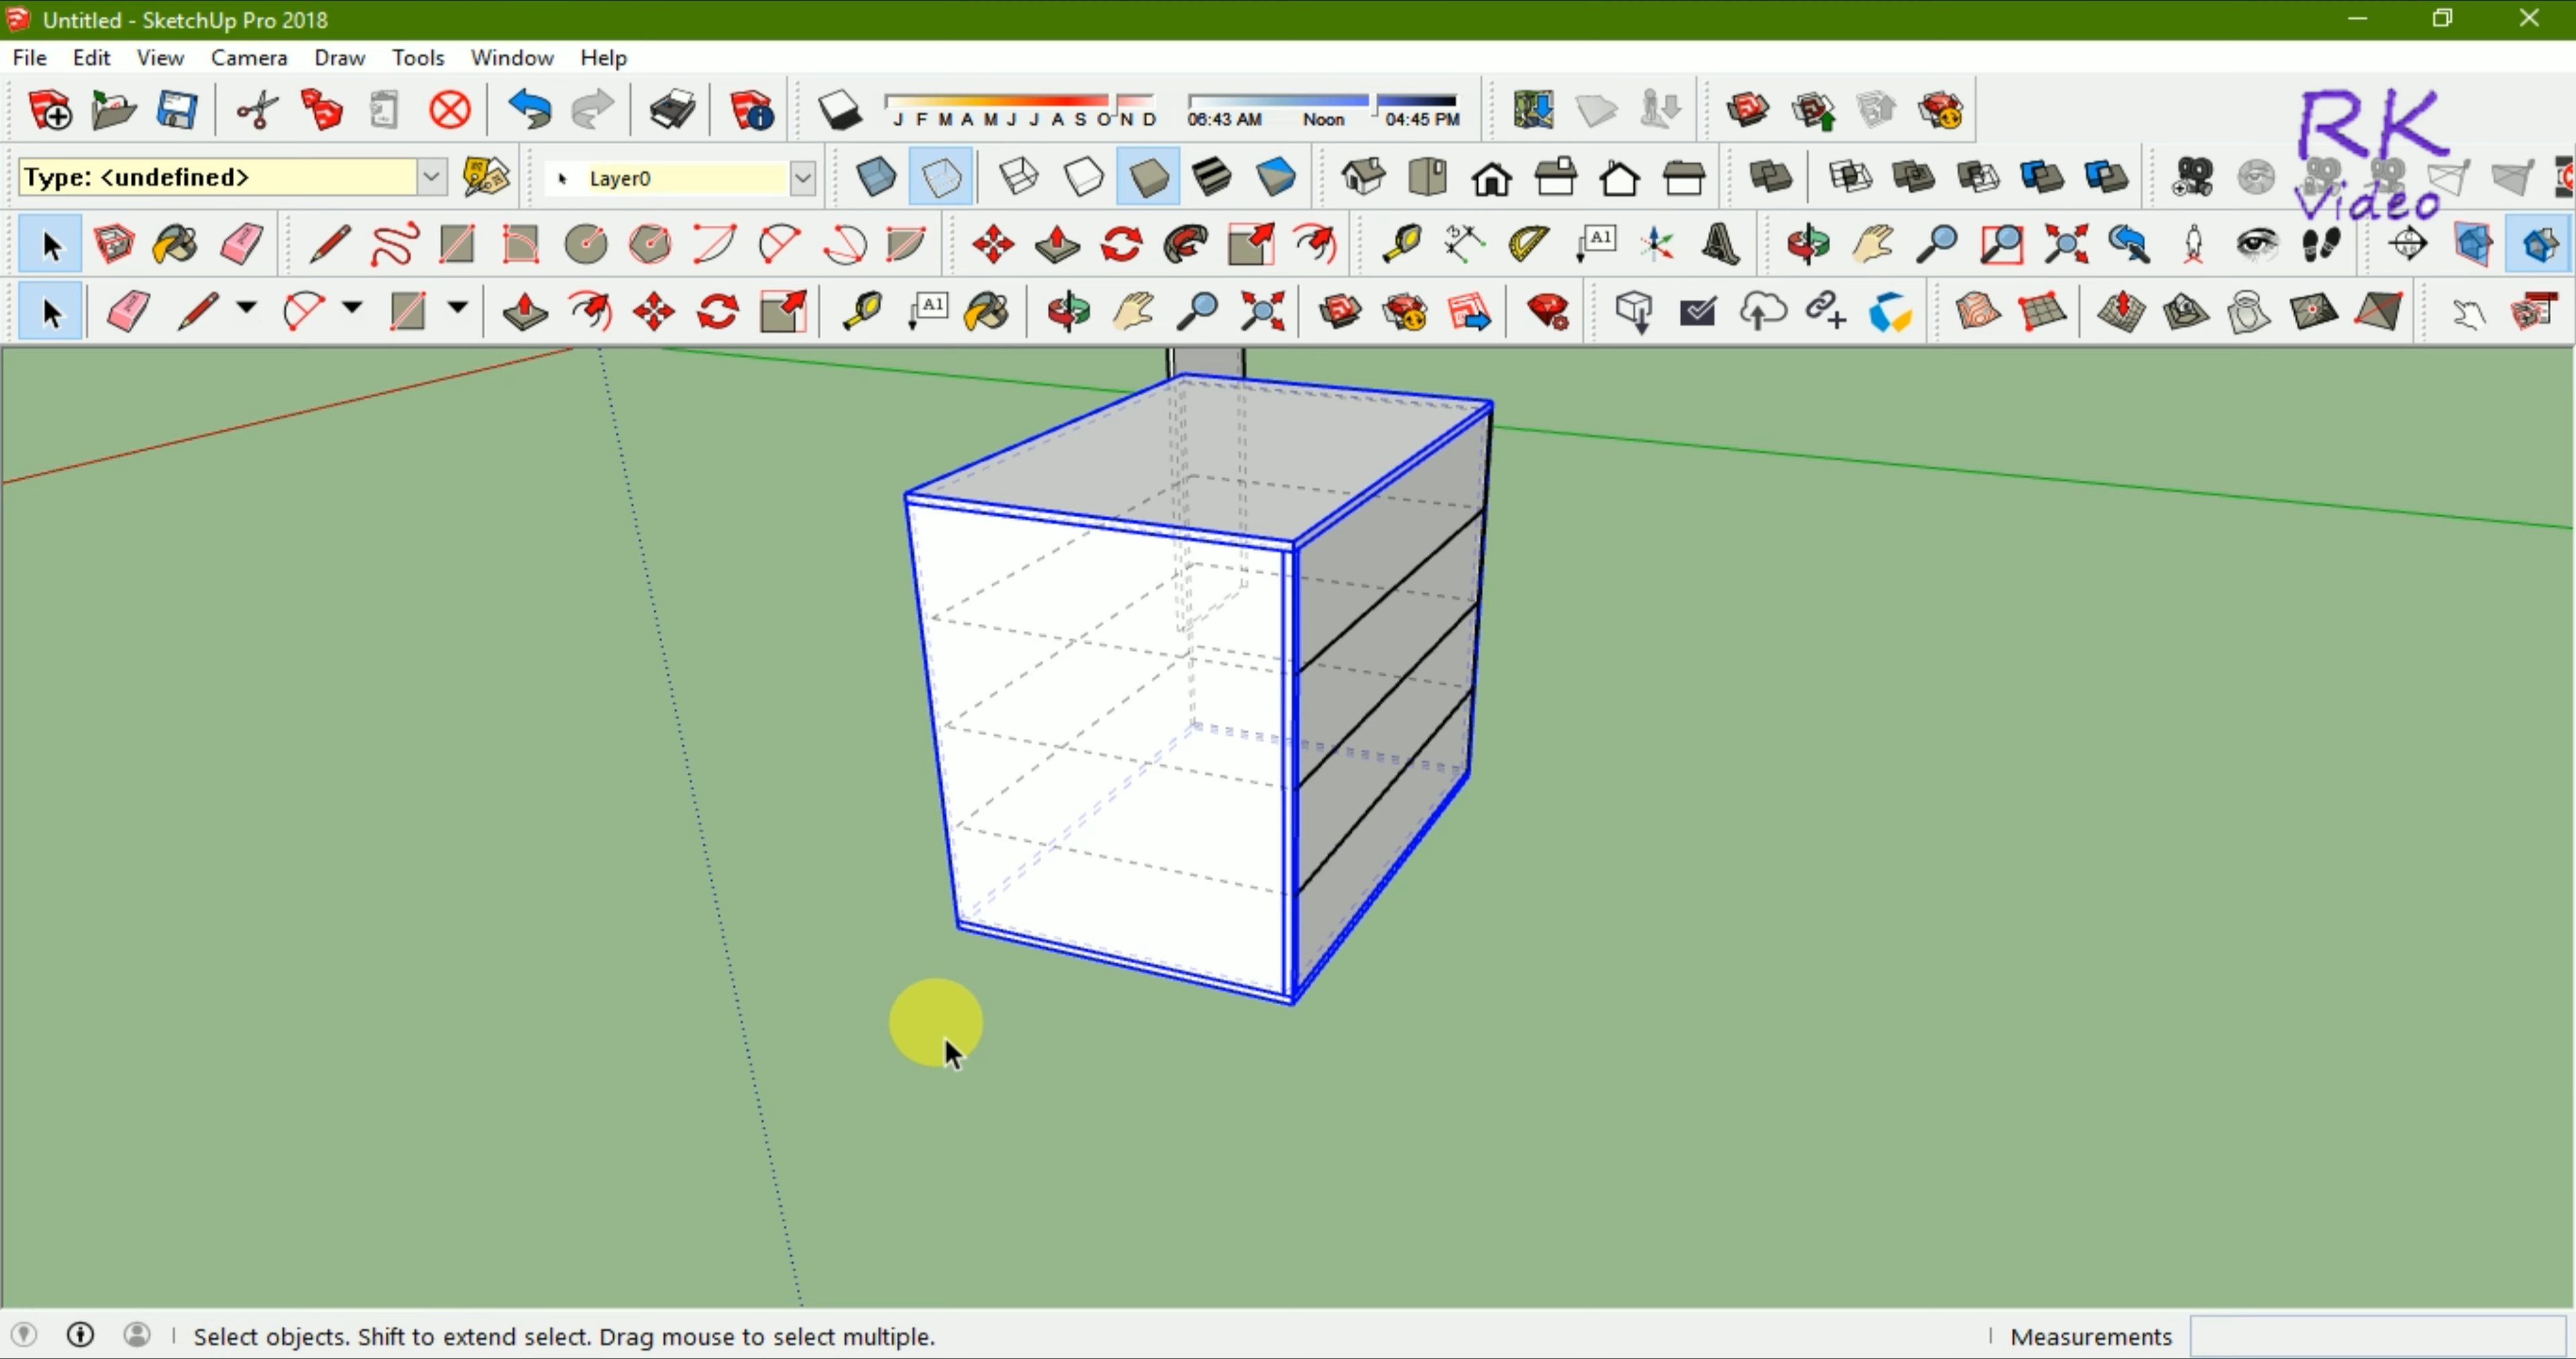 Untitled - SketchUp Pro 2018
File Edit View Camera Draw Tools Window Help
J F M A M J J A S O N D
06:43 AM Noon 04:45 PM
RK
Video
Type: <undefined>
Layer0
A1
A1
Select objects. Shift to extend select. Drag mouse to select multiple.
Measurements